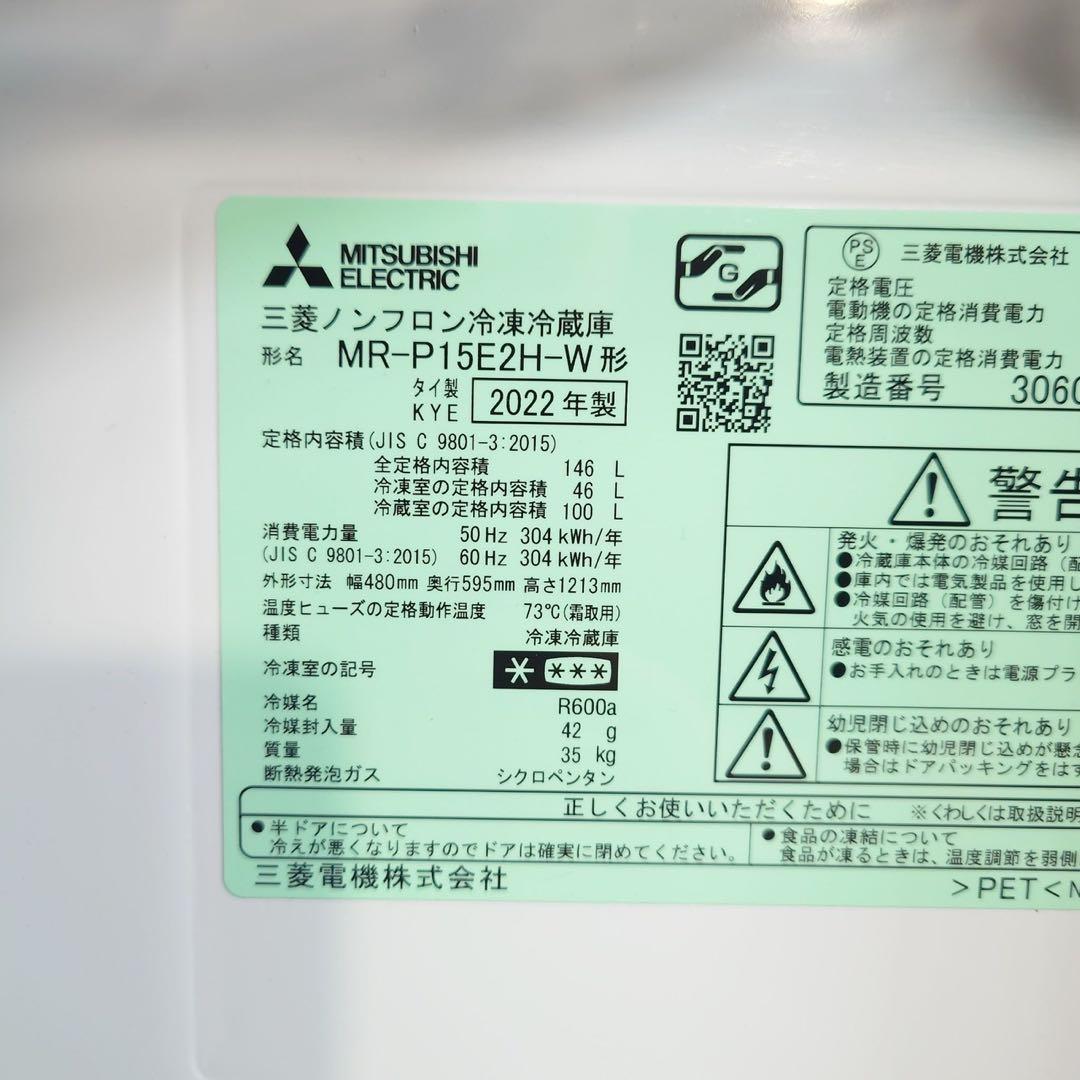 MITSUBISHI
ELECTRIC
三菱ノンフロン冷凍冷蔵庫
形名 MR-P15E2H-W形
タイ製
KYE 2022年製
定格内容積(JIS C 9801-3:2015)
全定格内容積 146 L
冷凍室の定格内容積 46 L
冷蔵室の定格内容積 100 L
消費電力量 50Hz 304kWh/年
(JIS C 9801-3:2015) 60Hz 304kWh/年
外形寸法 幅480mm 奥行595mm 高さ1213mm
温度ヒューズの定格動作温度 73℃(霜取用)
種類 冷凍冷蔵庫
冷凍室の記号 * ***
冷媒名 R600a
冷媒封入量 42 g
質量 35 kg
断熱発泡ガス シクロペンタン
G
PS
E
三菱電機株式会社
定格電圧
電動機の定格消費電力
定格周波数
電熱装置の定格消費電力
製造番号 3060
警告
発火・爆発のおそれあり
●冷蔵庫本体の冷媒回路(配
●庫内では電気製品を使用し
●冷媒回路(配管)を傷付け
火気の使用を避け、窓を開
感電のおそれあり
●お手入れのときは電源プラ
幼児閉じ込めのおそれあり
●保管時に幼児閉じ込めが懸念
場合はドアパッキングをはず
正しくお使いいただくために ※くわしくは取扱説明
●半ドアについて
冷えが悪くなりますのでドアは確実に閉めてください。
●食品の凍結について
食品が凍るときは、温度調節を弱側
三菱電機株式会社
>PET<